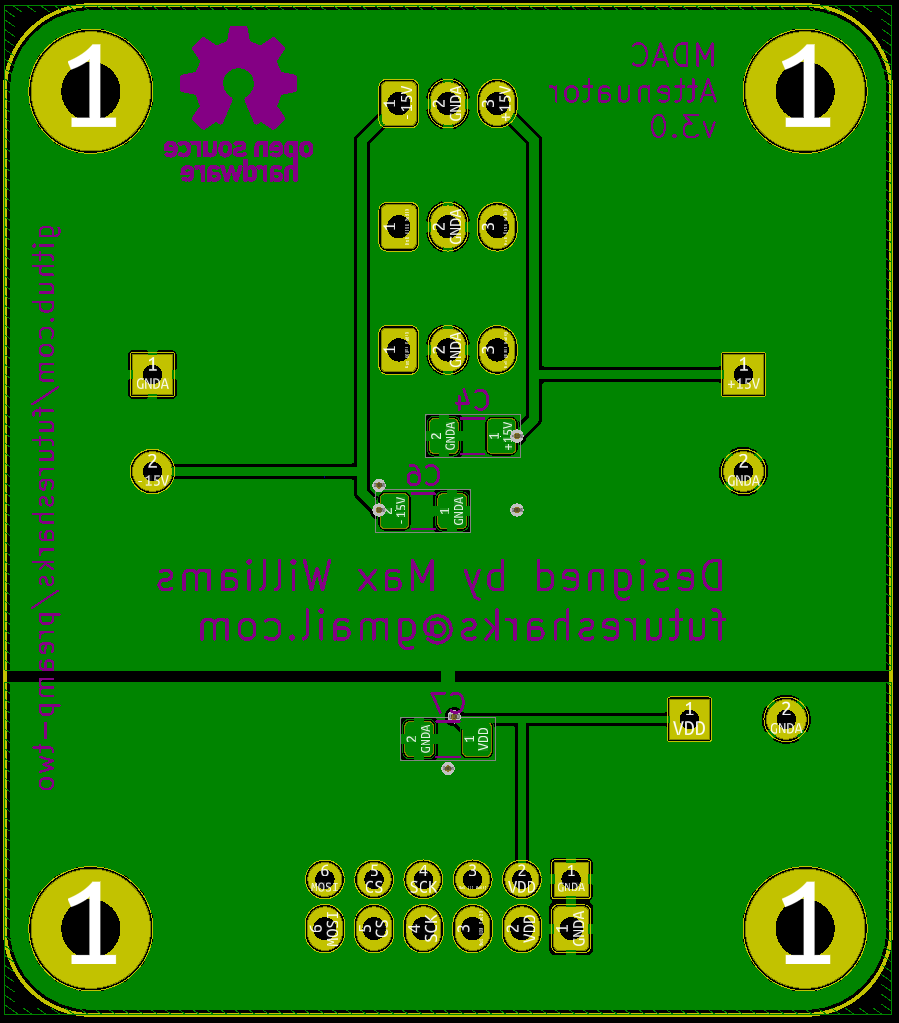 1
1
open source
hardware
MDAC
Attenuator
v3.0
1 -15V
2 GNDA
3 +15V
github.com/futuresharks/preamp-two
1
2 GNDA
3
1
2 GNDA
3
1 GNDA
1 +15V
C4
2 GNDA
1 +15V
2 -15V
2 GNDA
C6
2 -15V
1 GNDA
Designed by Max Williams
futuresharks@gmail.com
C7
1 VDD
2 GNDA
2 GNDA
1 VDD
6 MOSI
5 CS
4 SCK
3
2 VDD
1 GNDA
6 MOSI
5 CS
4 SCK
3
2 VDD
1 GNDA
1
1